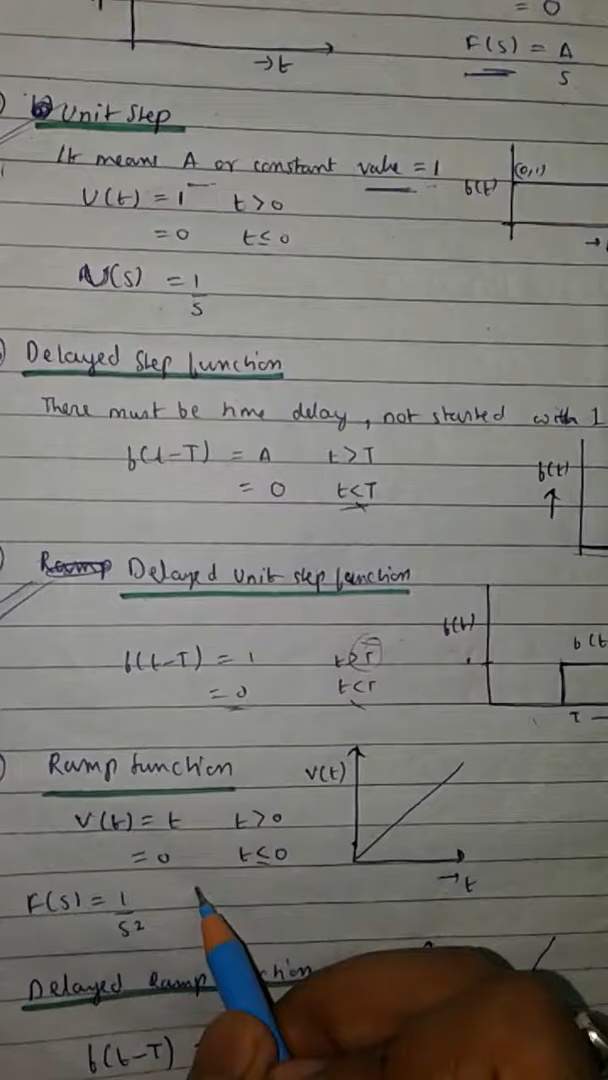 = 0
→t
F(s) = A
s
Unit step
It means A or constant value = 1
V(t) = 1 t>0
= 0 t≤0
V(s) = 1
s
f(t)
(0,1)
Delayed step function
There must be time delay, not started with 1
f(t-T) = A t>T
= 0 t<T
f(t)
Delayed Unit step function
f(t-T) = 1
= 0 t<T
f(t)
T
Ramp function
V(t)
V(t) = t t>0
= 0 t≤0
→t
F(s) = 1
s2
Delayed Ramp
f(t-T)